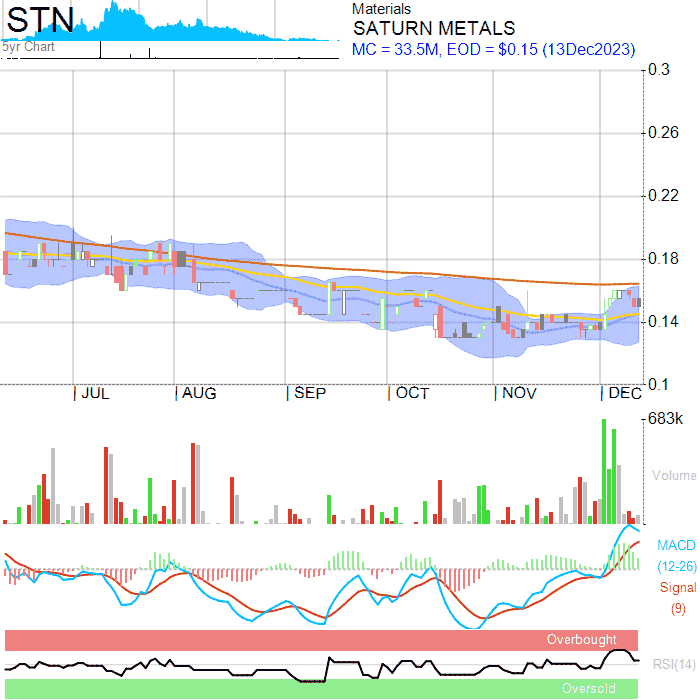 STN
5yr Chart
Materials
SATURN METALS
MC = 33.5M, EOD = $0.15 (13Dec2023)
0.3
0.26
0.22
0.18
0.14
0.1
JUL
AUG
SEP
OCT
NOV
DEC
683k
Volume
MACD
(12-26)
Signal
(9)
Overbought
RSI(14)
Oversold